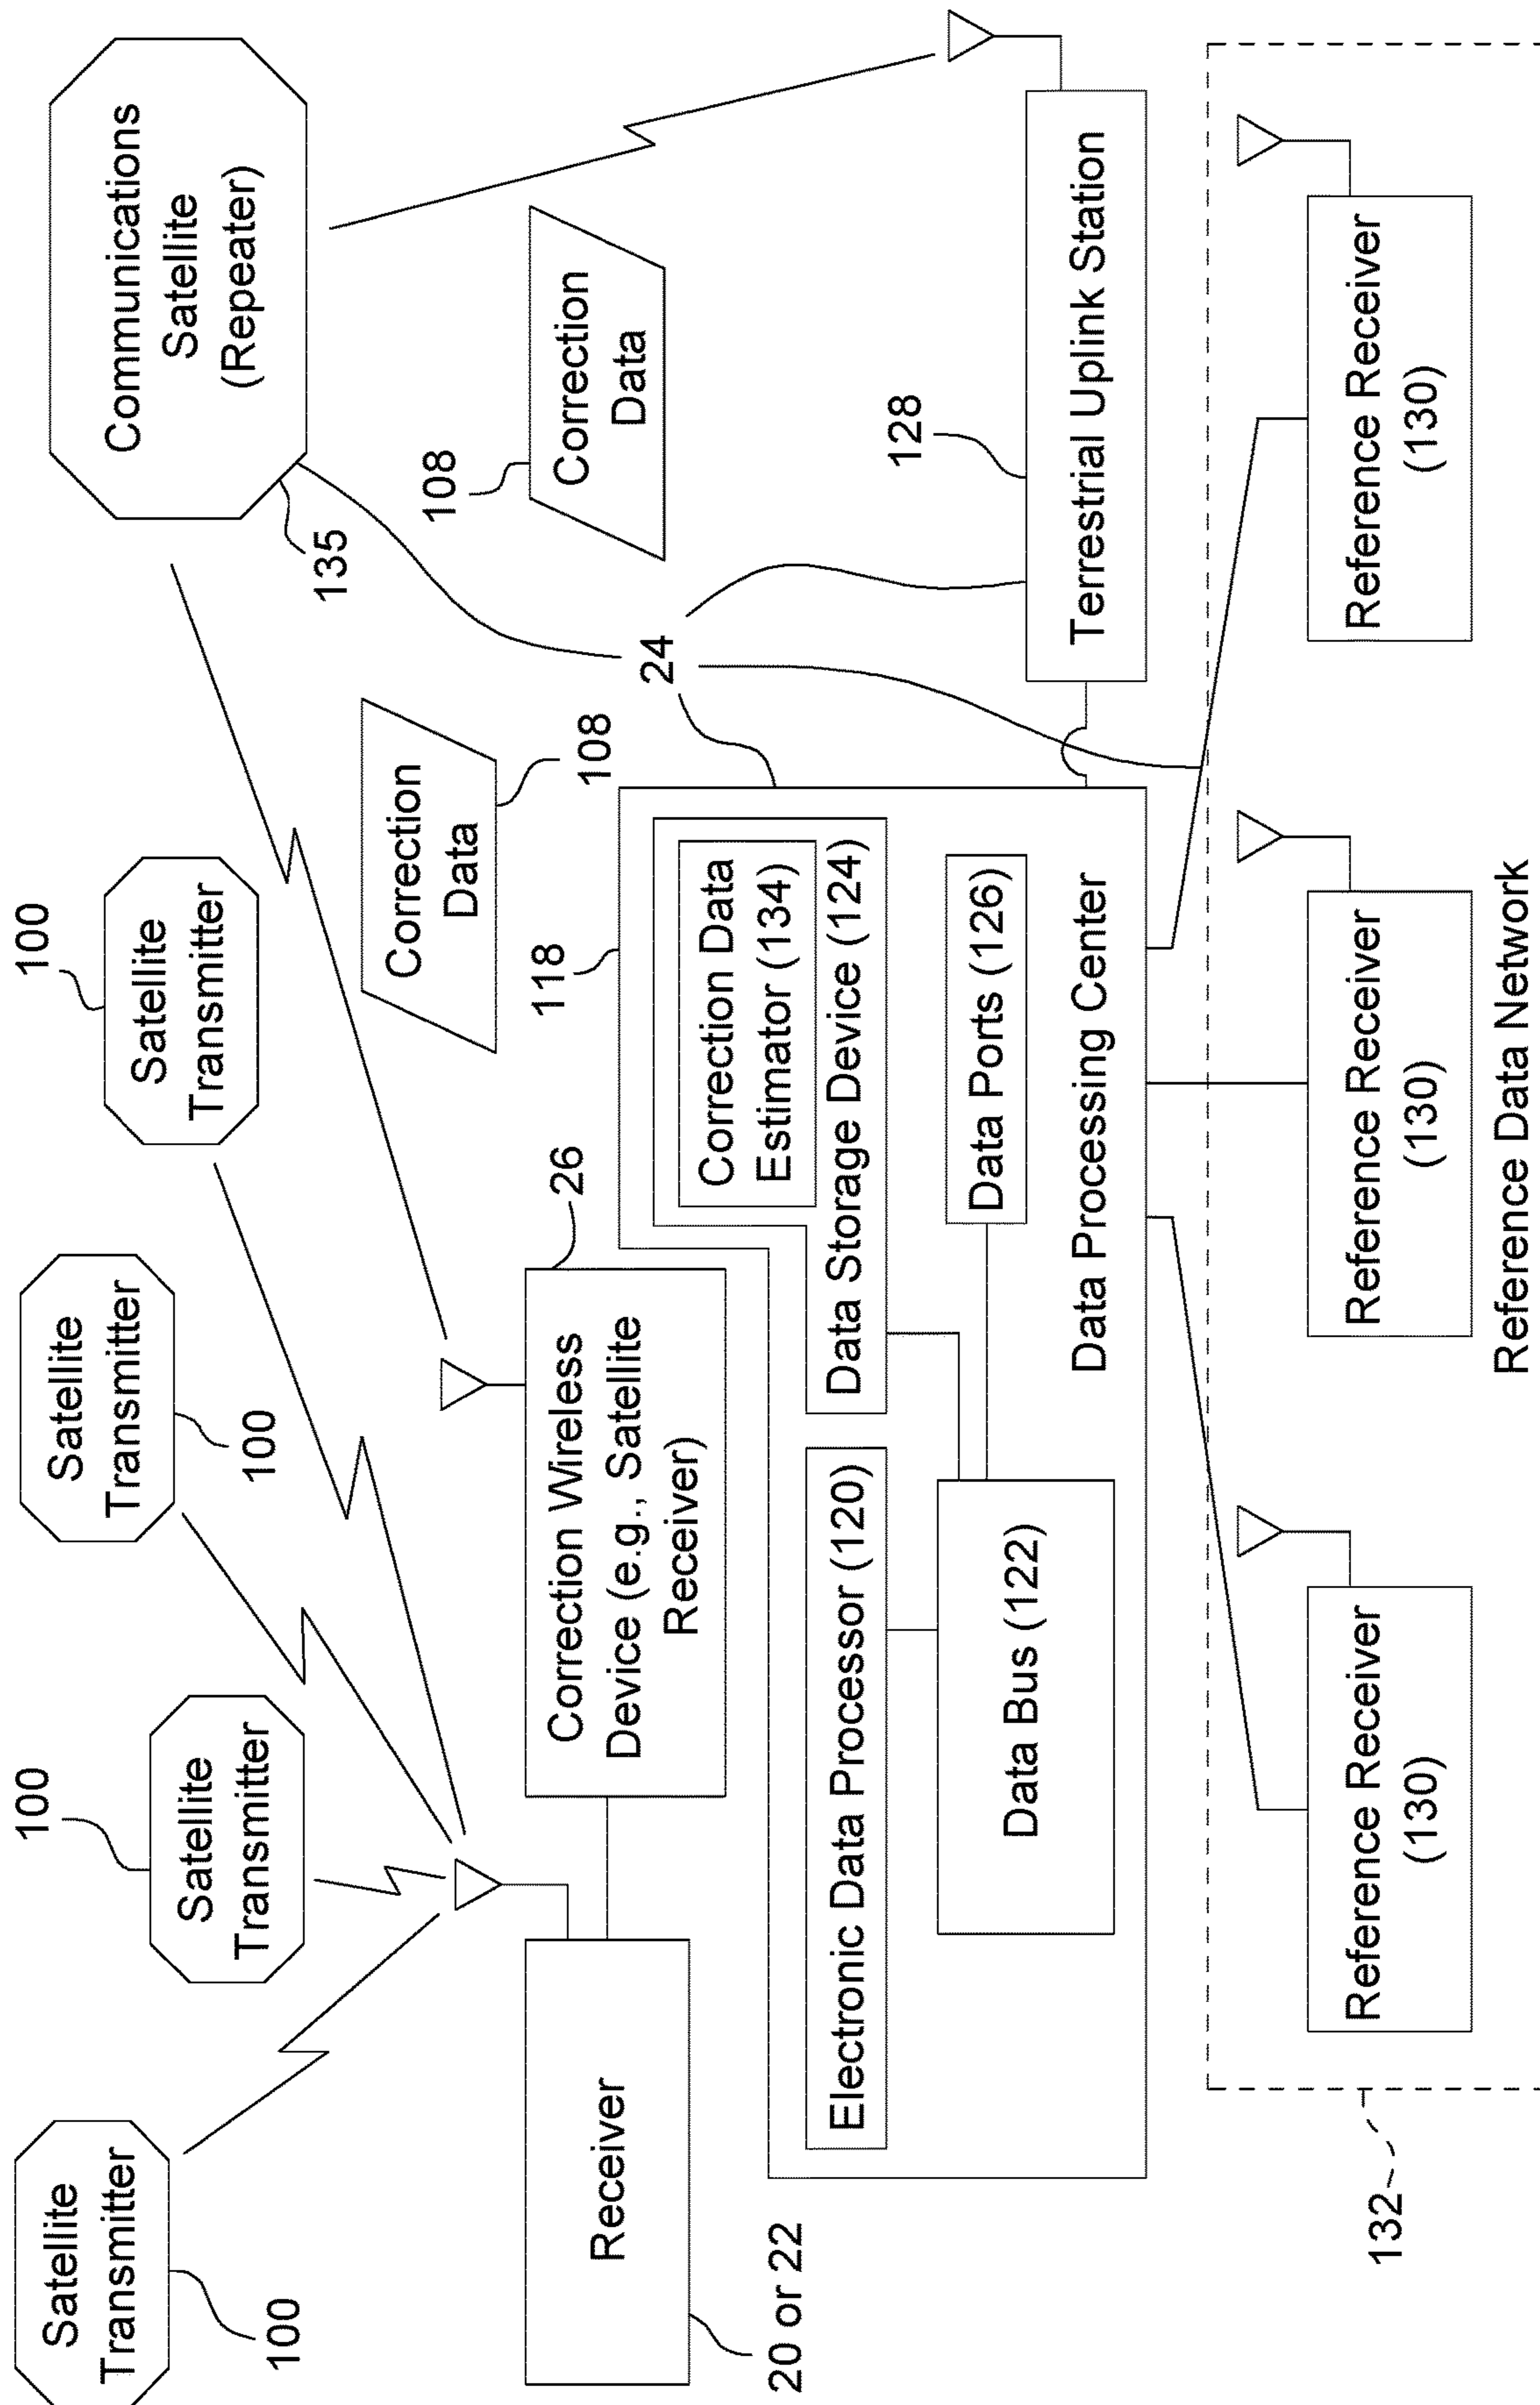 Satellite
Transmitter
100
Satellite
Transmitter
100
Satellite
Transmitter
100
Satellite
Transmitter
100
Communications
Satellite
(Repeater)
135
Correction
Data
108
Correction
Data
108
24
Receiver
20 or 22
Correction Wireless
Device (e.g., Satellite
Receiver)
26
118
Correction Data
Estimator (134)
Data Storage Device (124)
Electronic Data Processor (120)
Data Bus (122)
Data Ports (126)
Data Processing Center
128
Terrestrial Uplink Station
132
Reference Receiver
(130)
Reference Receiver
(130)
Reference Receiver
(130)
Reference Data Network